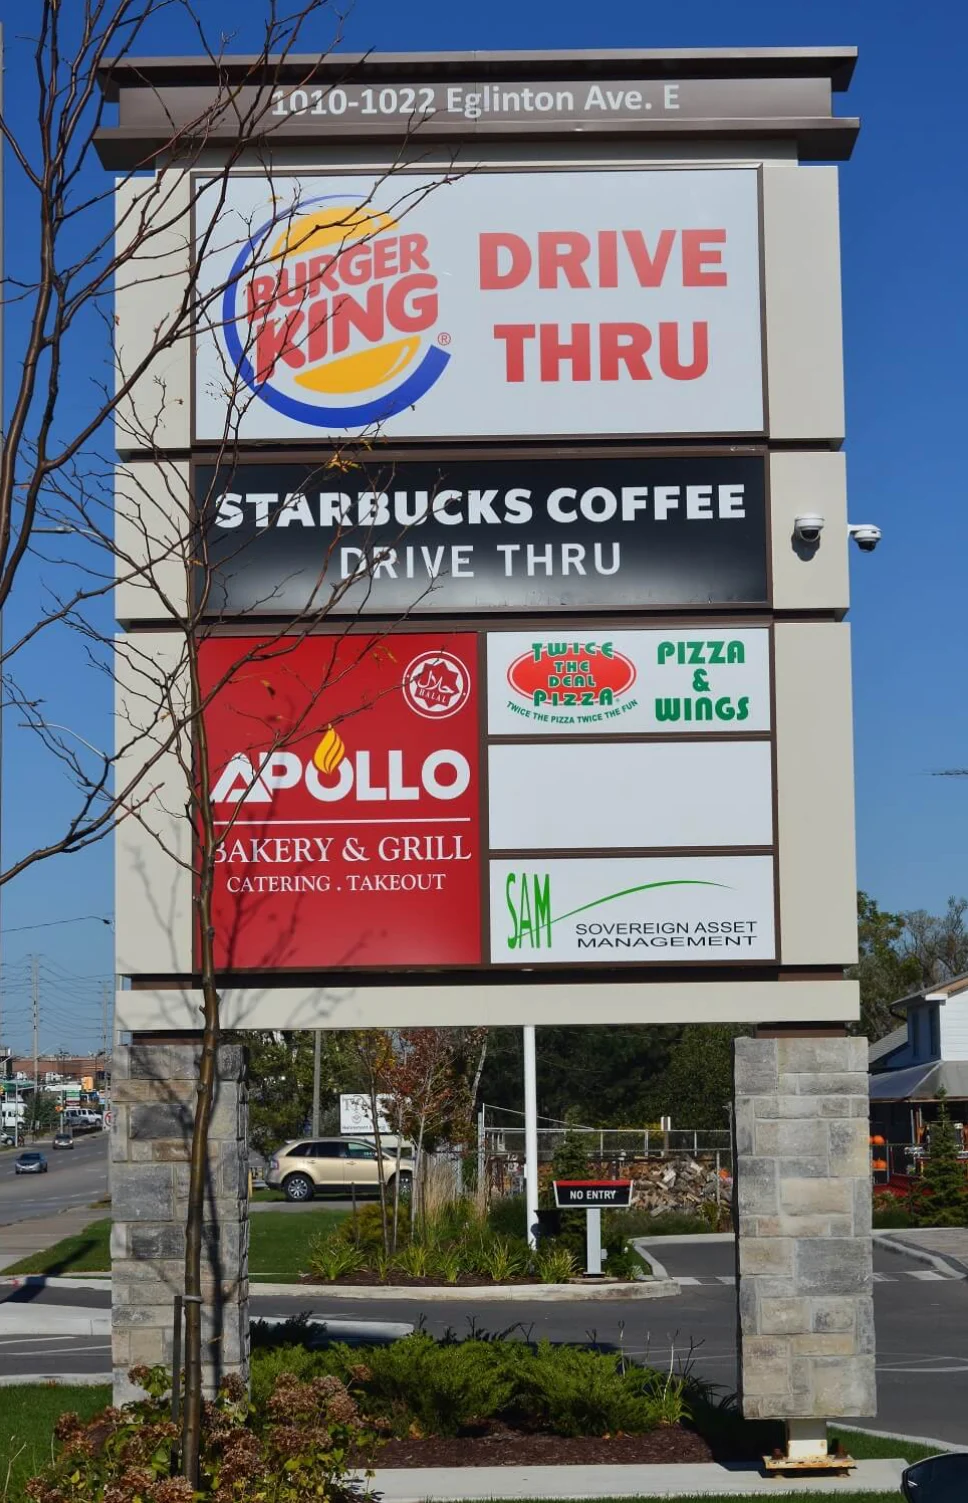 1010-1022 Eglinton Ave. E
BURGER
KING
®
DRIVE
THRU
STARBUCKS COFFEE
DRIVE THRU
حلال
HALAL
APOLLO
BAKERY & GRILL
CATERING . TAKEOUT
TWICE
THE
DEAL
PIZZA
TWICE THE PIZZA TWICE THE FUN
PIZZA
&
WINGS
SAM
SOVEREIGN ASSET
MANAGEMENT
NO ENTRY